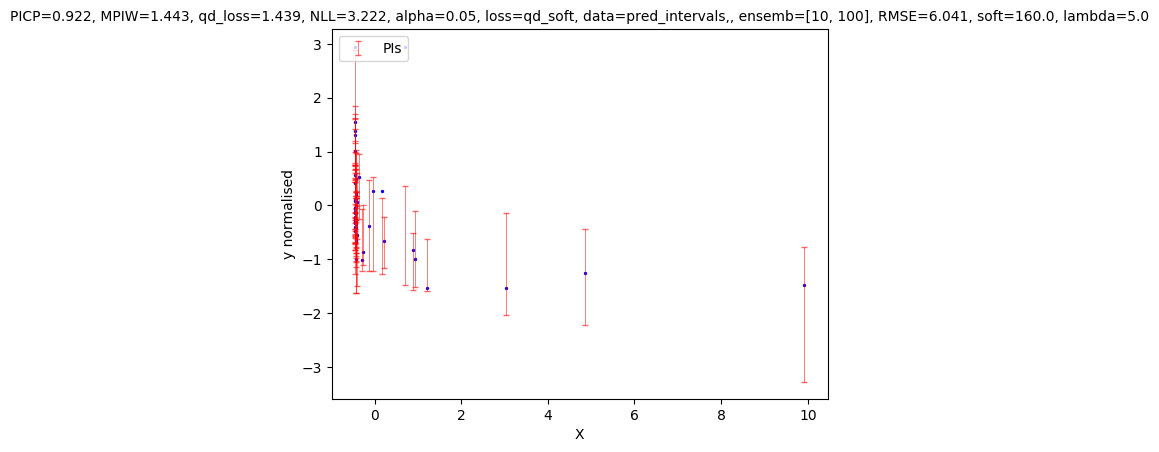 PICP=0.922, MPIW=1.443, qd_loss=1.439, NLL=3.222, alpha=0.05, loss=qd_soft, data=pred_intervals,, ensemb=[10, 100], RMSE=6.041, soft=160.0, lambda=5.0
PIs
3
2
1
0
−1
−2
−3
y normalised
0 2 4 6 8 10
X